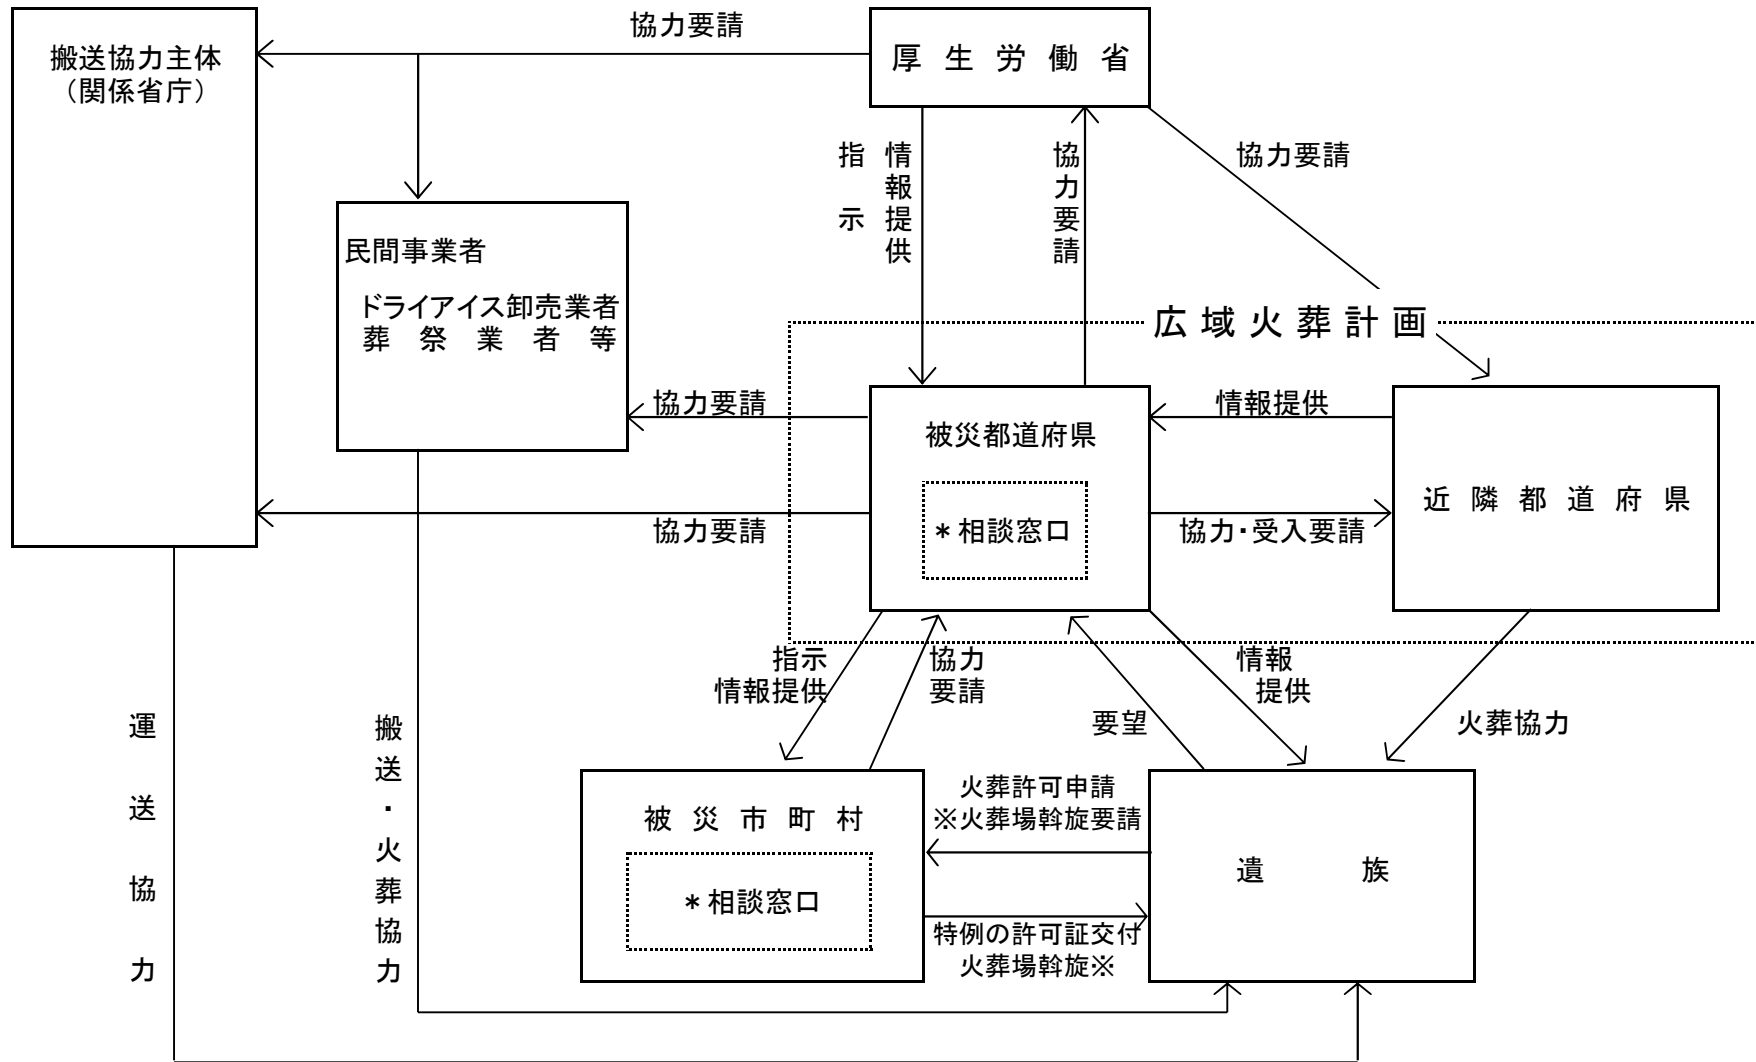 協力要請
搬送協力主体
（関係省庁）
厚生労働省
指示
情報提供
協力要請
協力要請
民間事業者
ドライアイス卸売業者
葬祭業者等
広域火葬計画
協力要請
情報提供
被災都道府県
近隣都道府県
＊相談窓口
協力要請
協力・受入要請
指示
情報提供
協力
要請
情報
提供
要望
火葬協力
運送協力
搬送・火葬協力
火葬許可申請
※火葬場斡旋要請
被災市町村
遺族
＊相談窓口
特例の許可証交付
火葬場斡旋※